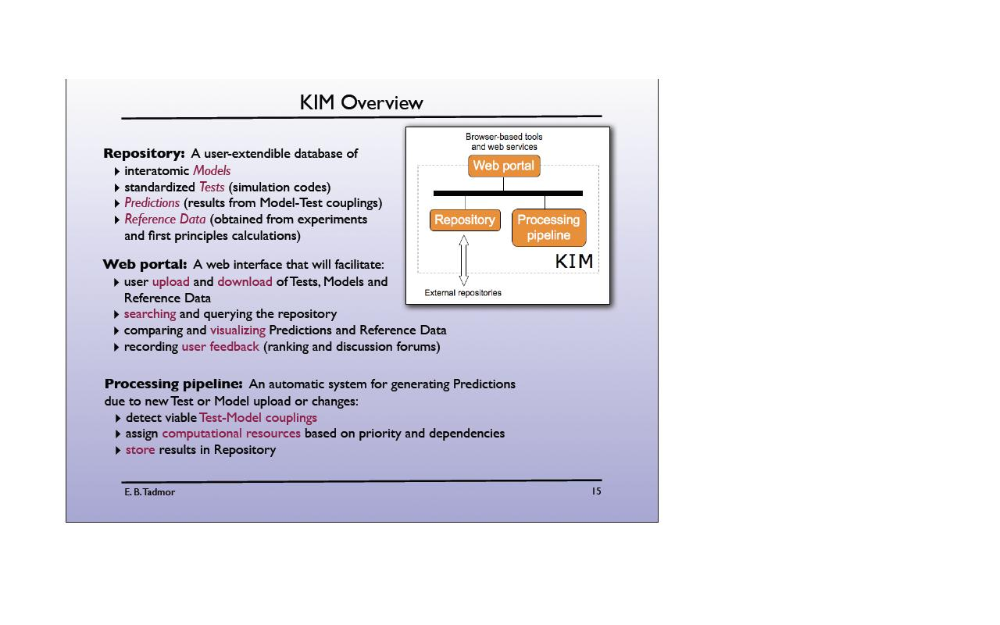 KIM Overview
Repository: A user-extendible database of
interatomic Models
standardized Tests (simulation codes)
Predictions (results from Model-Test couplings)
Reference Data (obtained from experiments
and first principles calculations)
Browser-based tools
and web services
Web portal
Repository
Processing
pipeline
KIM
External repositories
Web portal: A web interface that will facilitate:
user upload and download of Tests, Models and
Reference Data
searching and querying the repository
comparing and visualizing Predictions and Reference Data
recording user feedback (ranking and discussion forums)
Processing pipeline: An automatic system for generating Predictions
due to new Test or Model upload or changes:
detect viable Test-Model couplings
assign computational resources based on priority and dependencies
store results in Repository
E. B. Tadmor
15